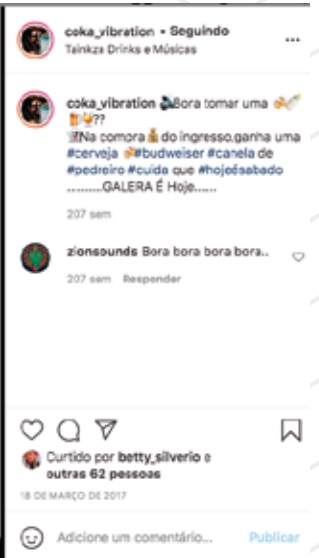 coka_vibration • Seguindo
Tainkza Drinks e Músicas
coka_vibration 🔊Bora tomar uma 🍻🍾
🍺🍹??
🎟Na compra💰do ingresso,ganha uma
#cerveja 🍻#budweiser #canela de
#pedreiro #cuida que #hojeésabado
.........GALERA É Hoje......
207 sem
zionsounds Bora bora bora bora..
207 sem Responder
Curtido por betty_silverio e
outras 62 pessoas
18 DE MARÇO DE 2017
Adicione um comentário... Publicar